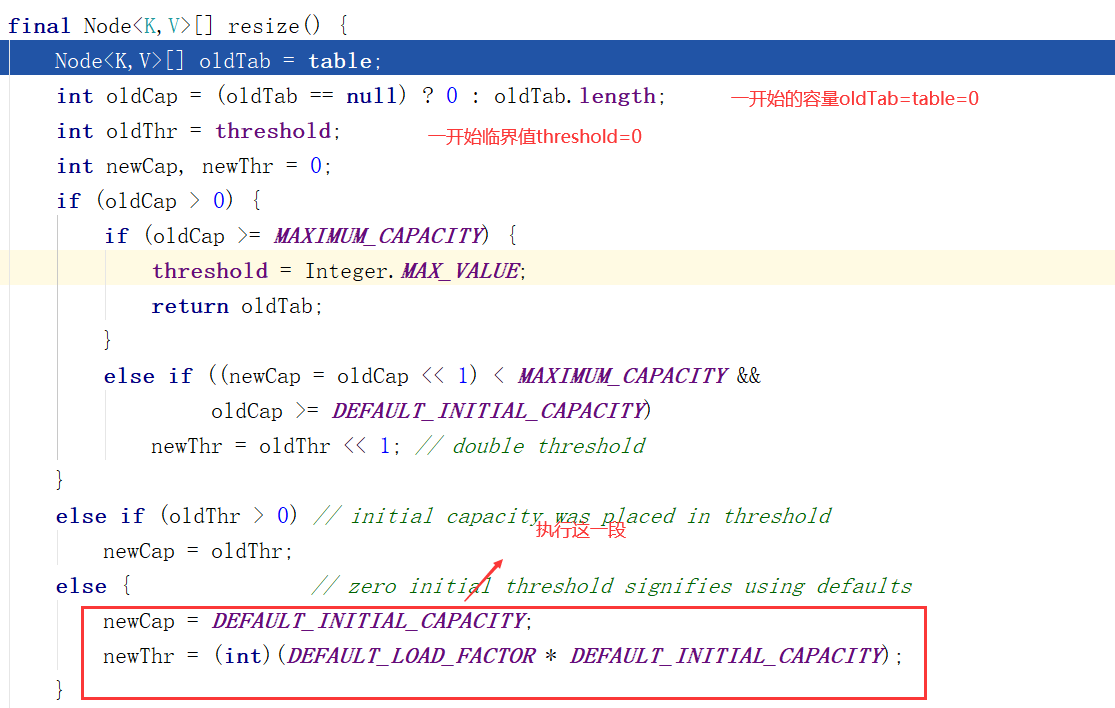 final Node<K,V>[] resize() {
Node<K,V>[] oldTab = table;
int oldCap = (oldTab == null) ? 0 : oldTab.length; 一开始的容量oldTab=table=0
int oldThr = threshold; 一开始临界值threshold=0
int newCap, newThr = 0;
if (oldCap > 0) {
if (oldCap >= MAXIMUM_CAPACITY) {
threshold = Integer.MAX_VALUE;
return oldTab;
}
else if ((newCap = oldCap << 1) < MAXIMUM_CAPACITY &&
oldCap >= DEFAULT_INITIAL_CAPACITY)
newThr = oldThr << 1; // double threshold
}
else if (oldThr > 0) // initial capacity was placed in threshold
执行这一段
newCap = oldThr;
else { // zero initial threshold signifies using defaults
newCap = DEFAULT_INITIAL_CAPACITY;
newThr = (int)(DEFAULT_LOAD_FACTOR * DEFAULT_INITIAL_CAPACITY);
}